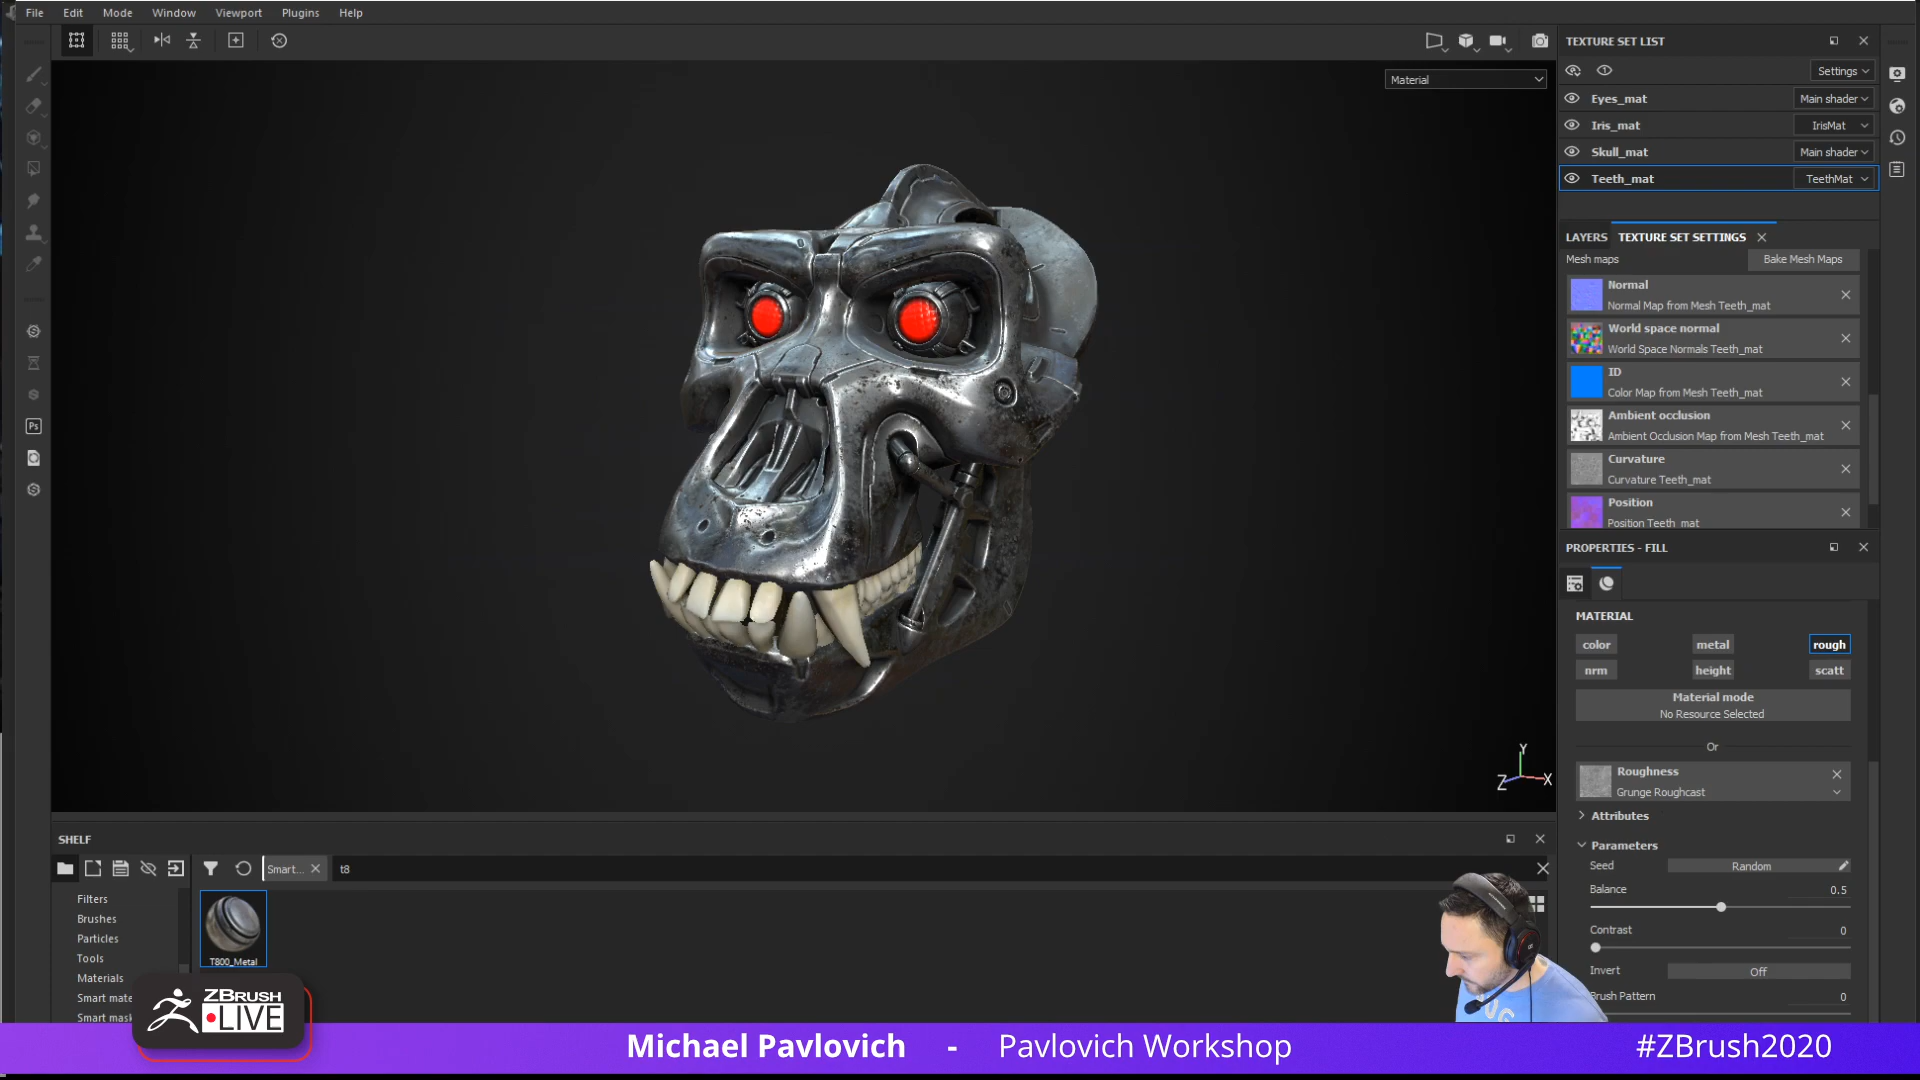 File Edit Mode Window Viewport Plugins Help
Material
TEXTURE SET LIST
Settings
Eyes_mat Main shader
Iris_mat IrisMat
Skull_mat Main shader
Teeth_mat TeethMat
LAYERS TEXTURE SET SETTINGS
Mesh maps Bake Mesh Maps
Normal
Normal Map from Mesh Teeth_mat
World space normal
World Space Normals Teeth_mat
ID
Color Map from Mesh Teeth_mat
Ambient occlusion
Ambient Occlusion Map from Mesh Teeth_mat
Curvature
Curvature Teeth_mat
Position
Position Teeth_mat
PROPERTIES - FILL
MATERIAL
color metal rough
nrm height scatt
Material mode
No Resource Selected
Or
Roughness
Grunge Roughcast
Attributes
Parameters
Seed Random
Balance 0.5
Contrast 0
Invert Off
Brush Pattern 0
Ps
Y
Z X
SHELF
Smart... t8
Filters
Brushes
Particles
Tools
Materials
Smart mate
Smart mask
T800_Metal
ZBRUSH
LIVE
Michael Pavlovich - Pavlovich Workshop #ZBrush2020